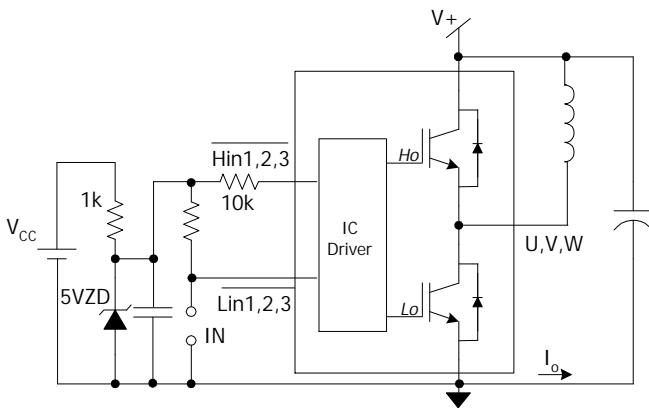 V+
Hin1,2,3
Ho
1k
10k
VCC
IC
Driver
U,V,W
5VZD
Lin1,2,3
Lo
IN
Io